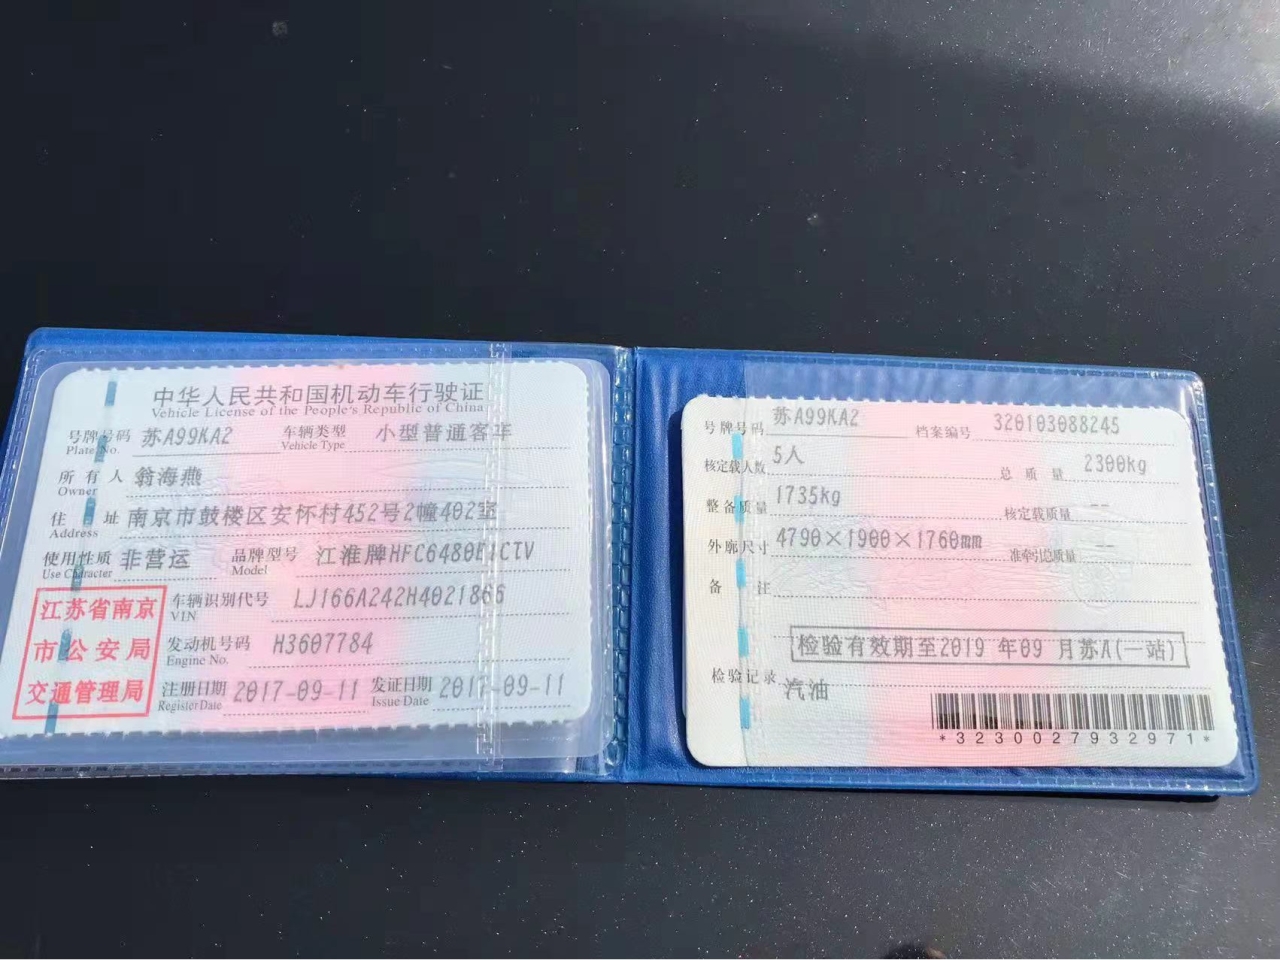 中华人民共和国机动车行驶证
Vehicle License of the People's Republic of China
号牌号码 苏A99KA2 车辆类型 小型普通客车
Plate No. Vehicle Type
所有人 翁海燕
Owner
住址 南京市鼓楼区安怀村452号2幢402室
Address
使用性质 非营运 品牌型号 江淮牌HFC6480E1CTV
Use Character Model
江苏省南京
市公安局
交通管理局
车辆识别代号 LJ166A242H4021866
VIN
发动机号码 H3607784
Engine No.
注册日期 2017-09-11 发证日期 2017-09-11
Register Date Issue Date
号牌号码 苏A99KA2 档案编号 320103088245
核定载人数 5人 总质量 2300kg
整备质量 1735kg 核定载质量 --
外廓尺寸 4790×1900×1760mm 准牵引总质量 --
备注
检验有效期至2019年09月苏A(一站)
检验记录 汽油
*3230027932971*